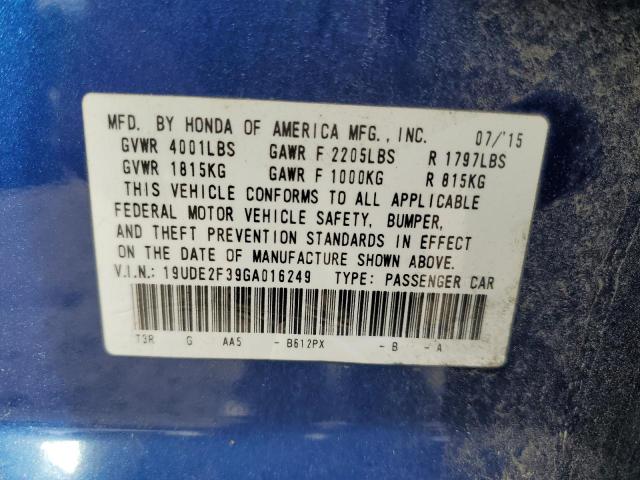 MFD. BY HONDA OF AMERICA MFG., INC. 07/'15
GVWR 4001LBS GAWR F 2205LBS R 1797LBS
GVWR 1815KG GAWR F 1000KG R 815KG
THIS VEHICLE CONFORMS TO ALL APPLICABLE
FEDERAL MOTOR VEHICLE SAFETY, BUMPER,
AND THEFT PREVENTION STANDARDS IN EFFECT
ON THE DATE OF MANUFACTURE SHOWN ABOVE.
V.I.N.: 19UDE2F39GA016249 TYPE: PASSENGER CAR
T3R G AA5 - B612PX - B - A